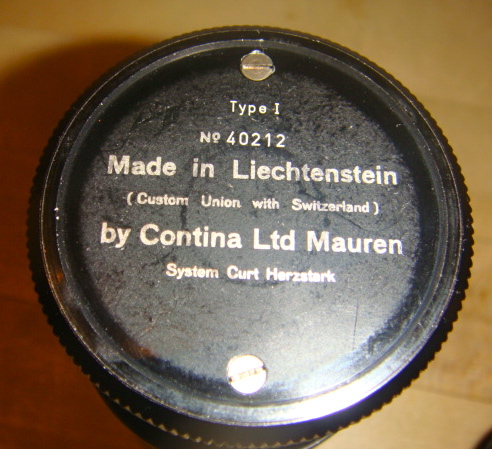 Type I
№ 40212
Made in Liechtenstein
( Custom Union with Switzerland )
by Contina Ltd Mauren
System Curt Herzstark